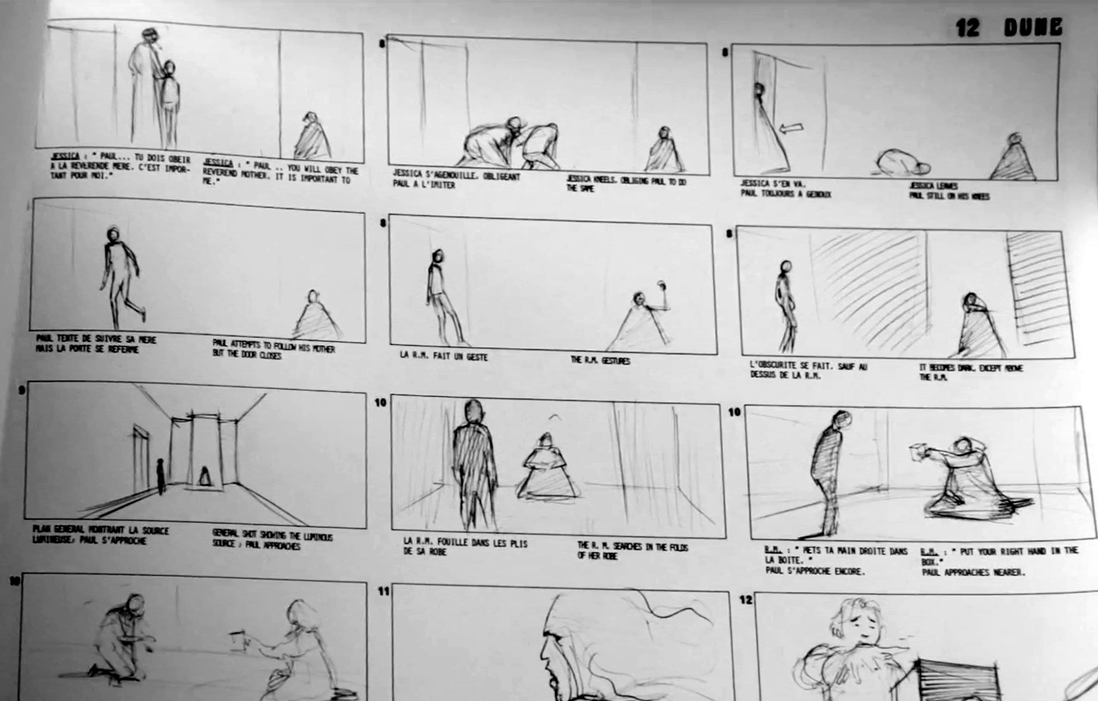 12 DUNE
8
8
JESSICA : " PAUL... TU DOIS OBEIR
A LA REVERENDE MERE. C'EST IMPOR-
TANT POUR MOI."
JESSICA : " PAUL .. YOU WILL OBEY THE
REVEREND MOTHER. IT IS IMPORTANT TO
ME."
JESSICA S'AGENOUILLE. OBLIGEANT
PAUL A L'IMITER
JESSICA KNEELS. OBLIGING PAUL TO DO
THE SAME
JESSICA S'EN VA.
PAUL TOUJOURS A GENOUX
JESSICA LEAVES
PAUL STILL ON HIS KNEES
8
8
PAUL TENTE DE SUIVRE SA MERE
MAIS LA PORTE SE REFERME
PAUL ATTEMPTS TO FOLLOW HIS MOTHER
BUT THE DOOR CLOSES
LA R.M. FAIT UN GESTE
THE R.M. GESTURES
L'OBSCURITE SE FAIT. SAUF AU
DESSUS DE LA R.M.
IT BECOMES DARK. EXCEPT ABOVE
THE R.M.
9
10
10
PLAN GENERAL MONTRANT LA SOURCE
LUMINEUSE; PAUL S'APPROCHE
GENERAL SHOT SHOWING THE LUMINOUS
SOURCE ; PAUL APPROACHES
LA R.M. FOUILLE DANS LES PLIS
DE SA ROBE
THE R. M. SEARCHES IN THE FOLDS
OF HER ROBE
R.M. : " METS TA MAIN DROITE DANS
LA BOITE. "
PAUL S'APPROCHE ENCORE.
R.M. : " PUT YOUR RIGHT HAND IN THE
BOX."
PAUL APPROACHES NEARER.
10
11
12